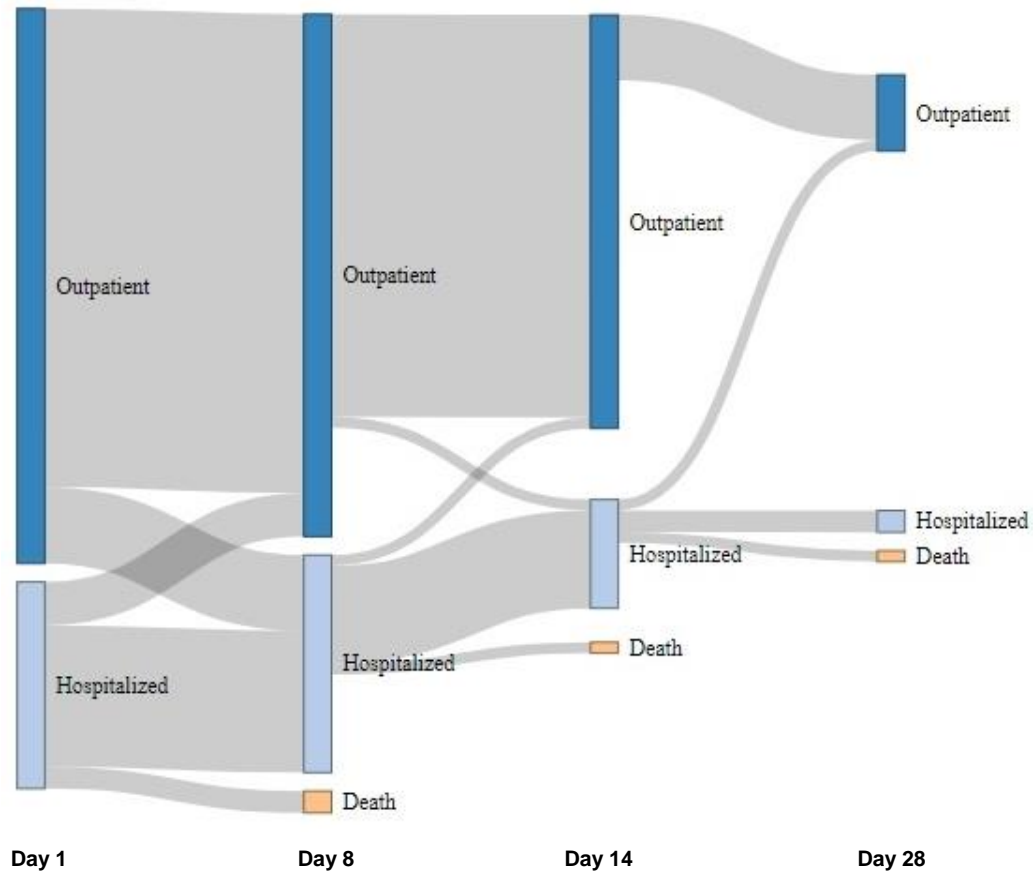 Outpatient
Outpatient
Outpatient
Outpatient
Hospitalized
Hospitalized
Death
Hospitalized
Death
Hospitalized
Death
Day 1
Day 8
Day 14
Day 28